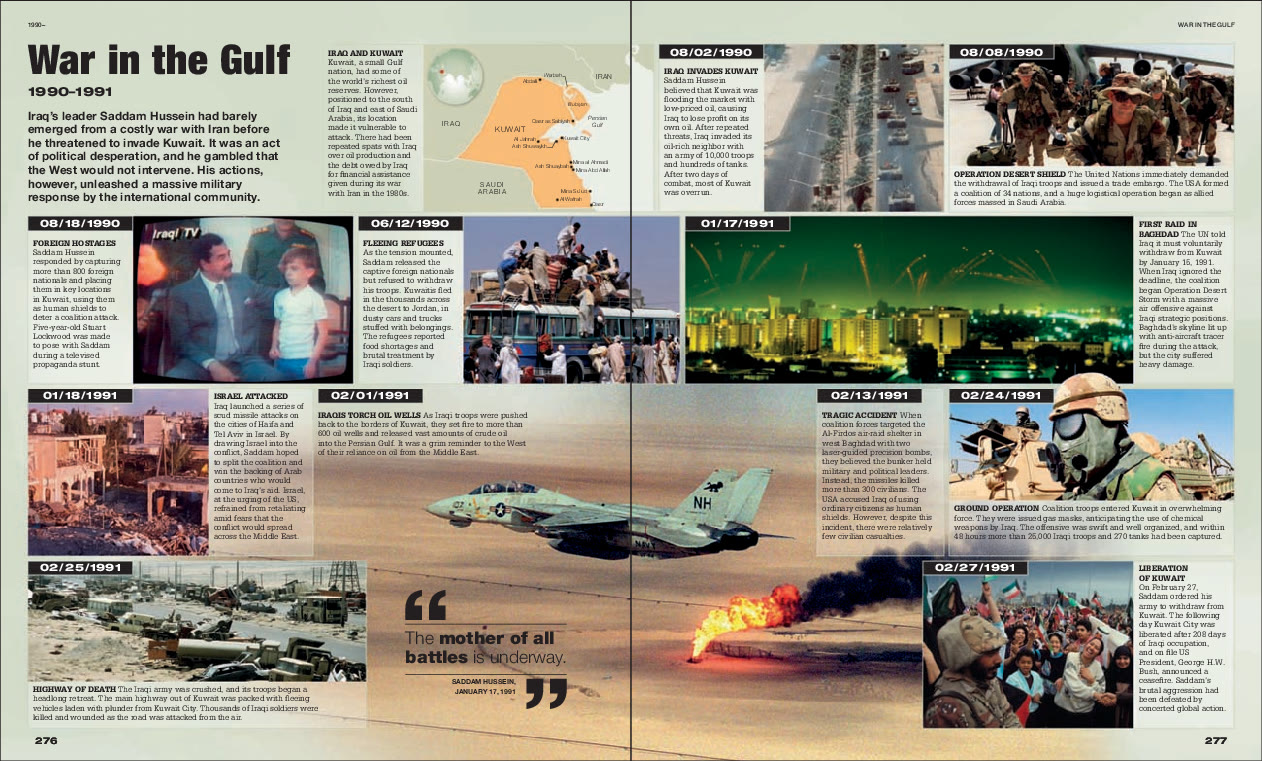 1990–
WAR IN THE GULF
War in the Gulf
1990–1991
Iraq's leader Saddam Hussein had barely
emerged from a costly war with Iran before
he threatened to invade Kuwait. It was an act
of political desperation, and he gambled that
the West would not intervene. His actions,
however, unleashed a massive military
response by the international community.
IRAQ AND KUWAIT
Kuwait, a small Gulf
nation, had some of
the world's richest oil
reserves. However,
positioned to the south
of Iraq and east of Saudi
Arabia, its location
made it vulnerable to
attack. There had been
repeated spats with Iraq
over oil production and
the debt owed by Iraq
for financial assistance
given during its war
with Iran in the 1980s.
IRAN
Warbah
Abdali
Bubiyan
Persian
Gulf
Qasr as Sabiyah
IRAQ
KUWAIT
Kuwait City
Al Jahrah
Ash Shuwaykh
Mina al Ahmadi
Ash Shuaybah
Mina Abd Allah
SAUDI
ARABIA
Mina Saud
Al Wafrah
Qasr
08/02/1990
IRAQ INVADES KUWAIT
Saddam Hussein
believed that Kuwait was
flooding the market with
low-priced oil, causing
Iraq to lose profit on its
own oil. After repeated
threats, Iraq invaded its
oil-rich neighbor with
an army of 10,000 troops
and hundreds of tanks.
After two days of
combat, most of Kuwait
was overrun.
08/08/1990
OPERATION DESERT SHIELD The United Nations immediately demanded
the withdrawal of Iraqi troops and issued a trade embargo. The USA formed
a coalition of 34 nations, and a huge logistical operation began as allied
forces massed in Saudi Arabia.
08/18/1990
FOREIGN HOSTAGES
Saddam Hussein
responded by capturing
more than 800 foreign
nationals and placing
them in key locations
in Kuwait, using them
as human shields to
deter a coalition attack.
Five-year-old Stuart
Lockwood was made
to pose with Saddam
during a televised
propaganda stunt.
Iraqi TV
06/12/1990
FLEEING REFUGEES
As the tension mounted,
Saddam released the
captive foreign nationals
but refused to withdraw
his troops. Kuwaitis fled
in the thousands across
the desert to Jordan, in
dusty cars and trucks
stuffed with belongings.
The refugees reported
food shortages and
brutal treatment by
Iraqi soldiers.
01/17/1991
FIRST RAID IN
BAGHDAD The UN told
Iraq it must voluntarily
withdraw from Kuwait
by January 15, 1991.
When Iraq ignored the
deadline, the coalition
began Operation Desert
Storm with a massive
air offensive against
Iraqi strategic positions.
Baghdad's skyline lit up
with anti-aircraft tracer
fire during the attack,
but the city suffered
heavy damage.
01/18/1991
ISRAEL ATTACKED
Iraq launched a series of
scud missile attacks on
the cities of Haifa and
Tel Aviv in Israel. By
drawing Israel into the
conflict, Saddam hoped
to split the coalition and
win the backing of Arab
countries who would
come to Iraq's aid. Israel,
at the urging of the US,
refrained from retaliating
amid fears that the
conflict would spread
across the Middle East.
02/01/1991
IRAQIS TORCH OIL WELLS As Iraqi troops were pushed
back to the borders of Kuwait, they set fire to more than
600 oil wells and released vast amounts of crude oil
into the Persian Gulf. It was a grim reminder to the West
of their reliance on oil from the Middle East.
NH
NAVY
02/13/1991
TRAGIC ACCIDENT When
coalition forces targeted the
Al-Firdos air-raid shelter in
west Baghdad with two
laser-guided precision bombs,
they believed the bunker held
military and political leaders.
Instead, the missiles killed
more than 300 civilians. The
USA accused Iraq of using
ordinary citizens as human
shields. However, despite this
incident, there were relatively
few civilian casualties.
02/24/1991
GROUND OPERATION Coalition troops entered Kuwait in overwhelming
force. They were issued gas masks, anticipating the use of chemical
weapons by Iraq. The offensive was swift and well organized, and within
48 hours more than 25,000 Iraqi troops and 270 tanks had been captured.
02/25/1991
HIGHWAY OF DEATH The Iraqi army was crushed, and its troops began a
headlong retreat. The main highway out of Kuwait was packed with fleeing
vehicles laden with plunder from Kuwait City. Thousands of Iraqi soldiers were
killed and wounded as the road was attacked from the air.
“
The mother of all
battles is underway.
SADDAM HUSSEIN,
JANUARY 17, 1991
”
02/27/1991
LIBERATION
OF KUWAIT
On February 27,
Saddam ordered his
army to withdraw from
Kuwait. The following
day Kuwait City was
liberated after 208 days
of Iraqi occupation,
and on file US
President, George H.W.
Bush, announced a
ceasefire. Saddam's
brutal aggression had
been defeated by
concerted global action.
276
277